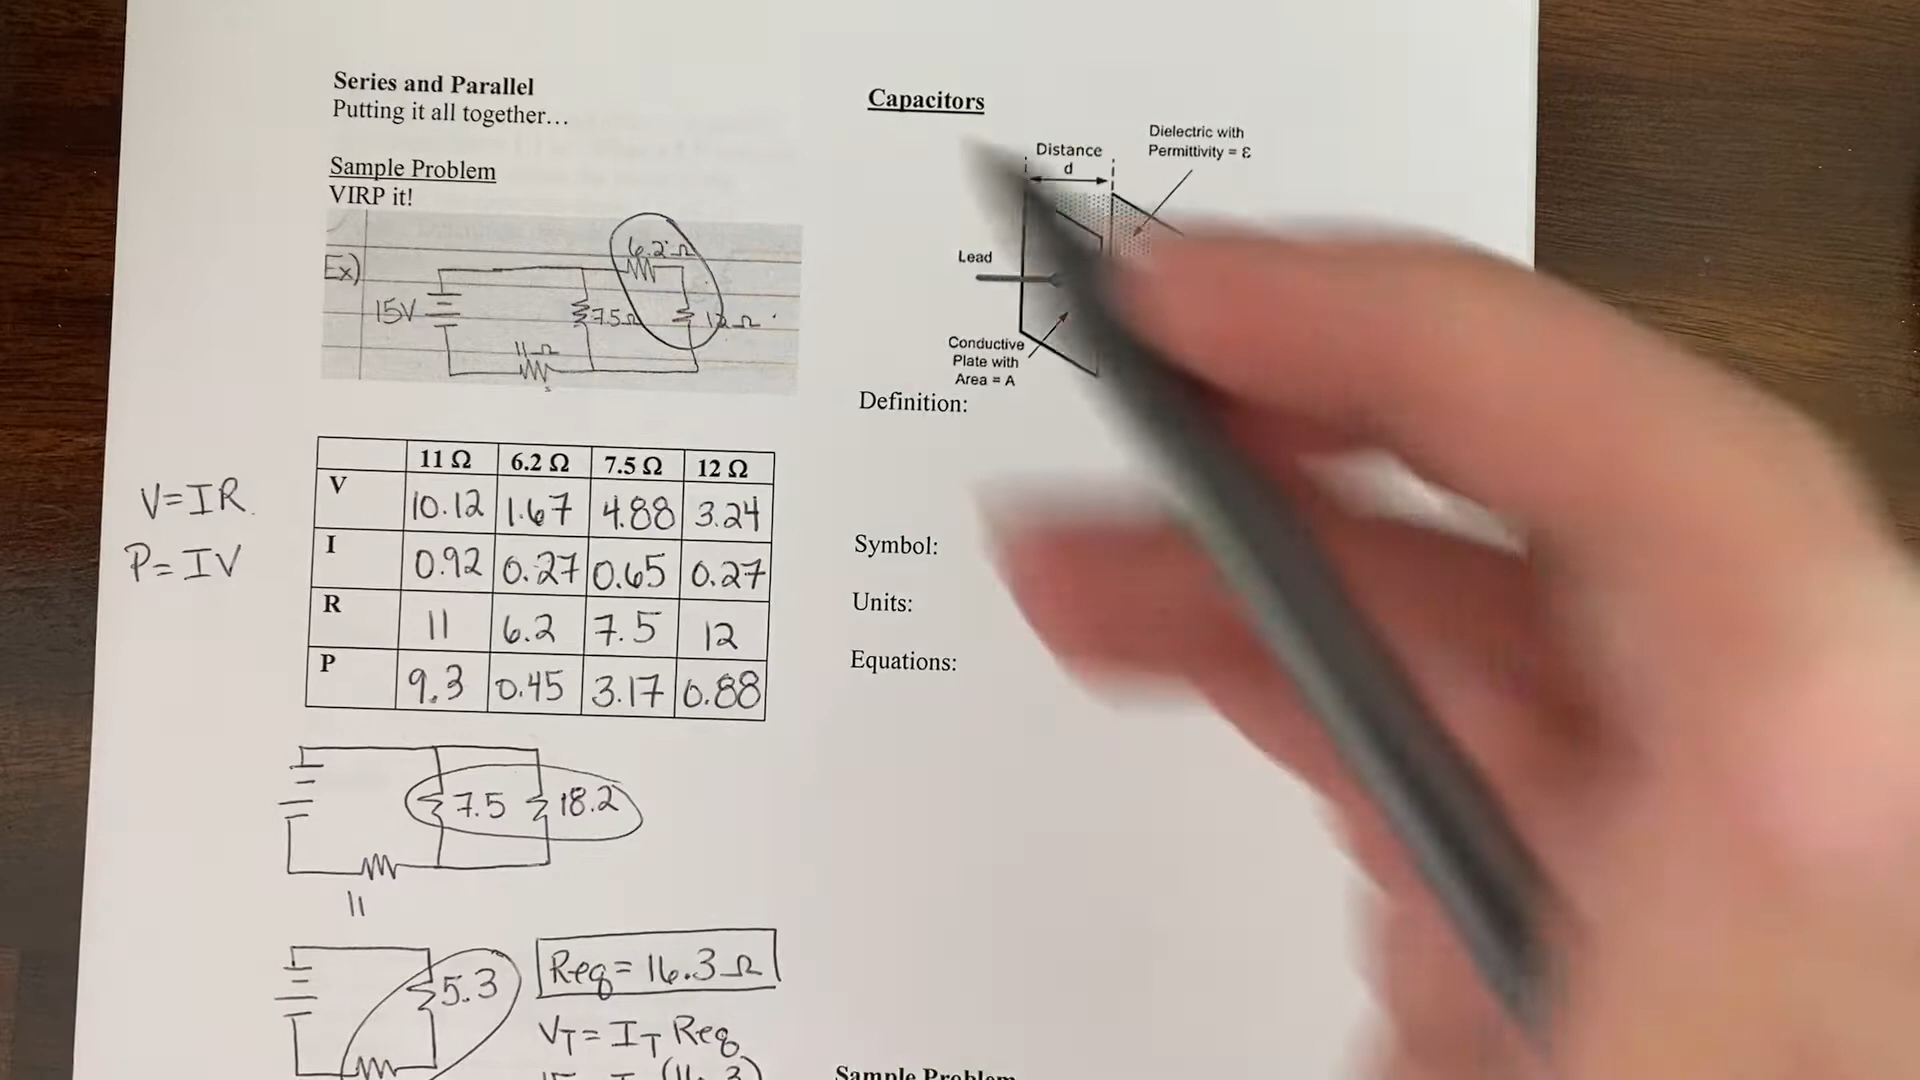 Series and Parallel
Putting it all together…
Sample Problem
VIRP it!
Ex)
6.2 Ω
15V
7.5Ω
12 Ω
11 Ω
11 Ω 6.2 Ω 7.5 Ω 12 Ω
V 10.12 1.67 4.88 3.24
I 0.92 0.27 0.65 0.27
R 11 6.2 7.5 12
P 9.3 0.45 3.17 0.88
V=IR
P=IV
7.5 18.2
11
5.3
Req = 16.3 Ω
VT = IT Req
Capacitors
Distance
d
Dielectric with
Permittivity = ε
Lead
Conductive
Plate with
Area = A
Definition:
Symbol:
Units:
Equations:
Sample Problem